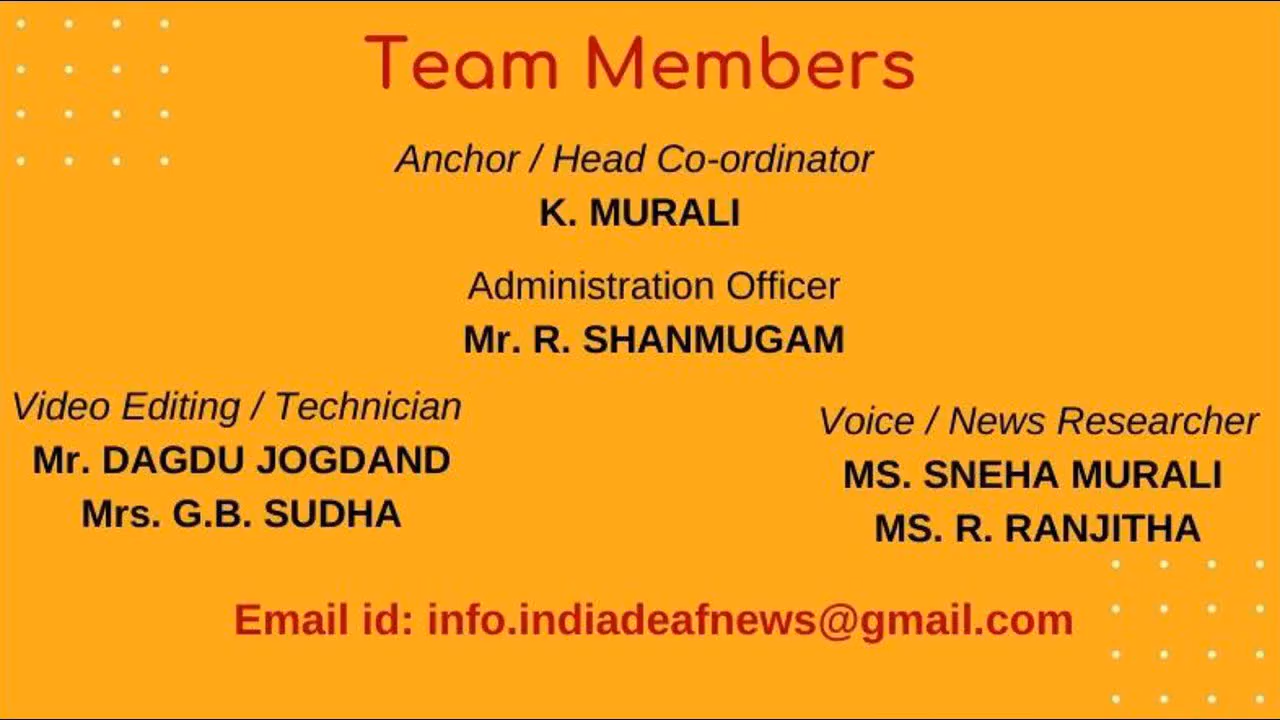 Team Members
Anchor / Head Co-ordinator
K. MURALI
Administration Officer
Mr. R. SHANMUGAM
Video Editing / Technician
Mr. DAGDU JOGDAND
Mrs. G.B. SUDHA
Voice / News Researcher
MS. SNEHA MURALI
MS. R. RANJITHA
Email id: info.indiadeafnews@gmail.com